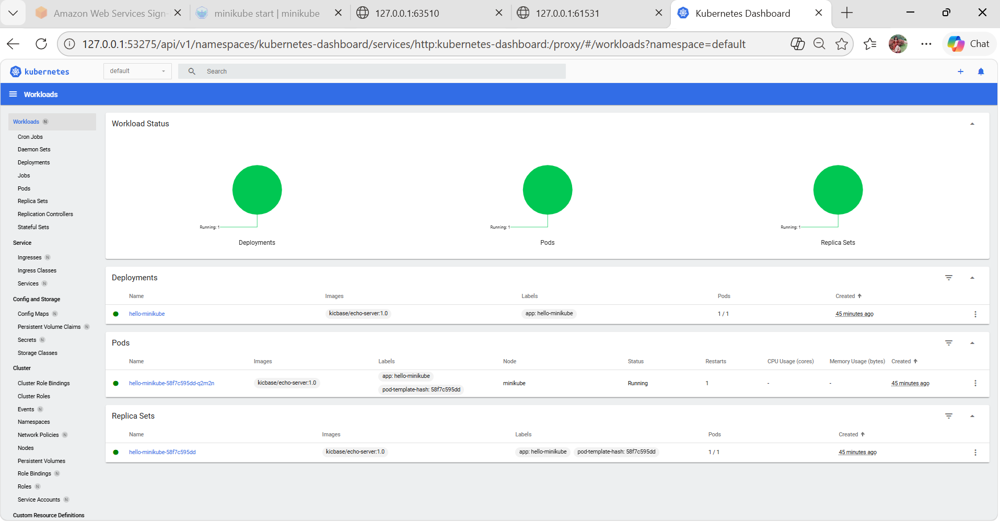 Amazon Web Services Sign-
minikube start | minikube
127.0.0.1:63510
127.0.0.1:61531
Kubernetes Dashboard
127.0.0.1:53275/api/v1/namespaces/kubernetes-dashboard/services/http:kubernetes-dashboard:/proxy/#/workloads?namespace=default
Chat
kubernetes
default
Search
Workloads
Workloads N
Cron Jobs
Daemon Sets
Deployments
Jobs
Pods
Replica Sets
Replication Controllers
Stateful Sets
Service
Ingresses N
Ingress Classes
Services N
Config and Storage
Config Maps N
Persistent Volume Claims N
Secrets N
Storage Classes
Cluster
Cluster Role Bindings
Cluster Roles
Events N
Namespaces
Network Policies N
Nodes
Persistent Volumes
Role Bindings N
Roles N
Service Accounts N
Custom Resource Definitions
Workload Status
Running: 1
Deployments
Running: 1
Pods
Running: 1
Replica Sets
Deployments
Name Images Labels Pods Created
hello-minikube kicbase/echo-server:1.0 app: hello-minikube 1 / 1 45 minutes ago
Pods
Name Images Labels Node Status Restarts CPU Usage (cores) Memory Usage (bytes) Created
hello-minikube-58f7c595dd-q2m2n kicbase/echo-server:1.0 app: hello-minikube minikube Running 1 - - 45 minutes ago
pod-template-hash: 58f7c595dd
Replica Sets
Name Images Labels Pods Created
hello-minikube-58f7c595dd kicbase/echo-server:1.0 app: hello-minikube pod-template-hash: 58f7c595dd 1 / 1 45 minutes ago